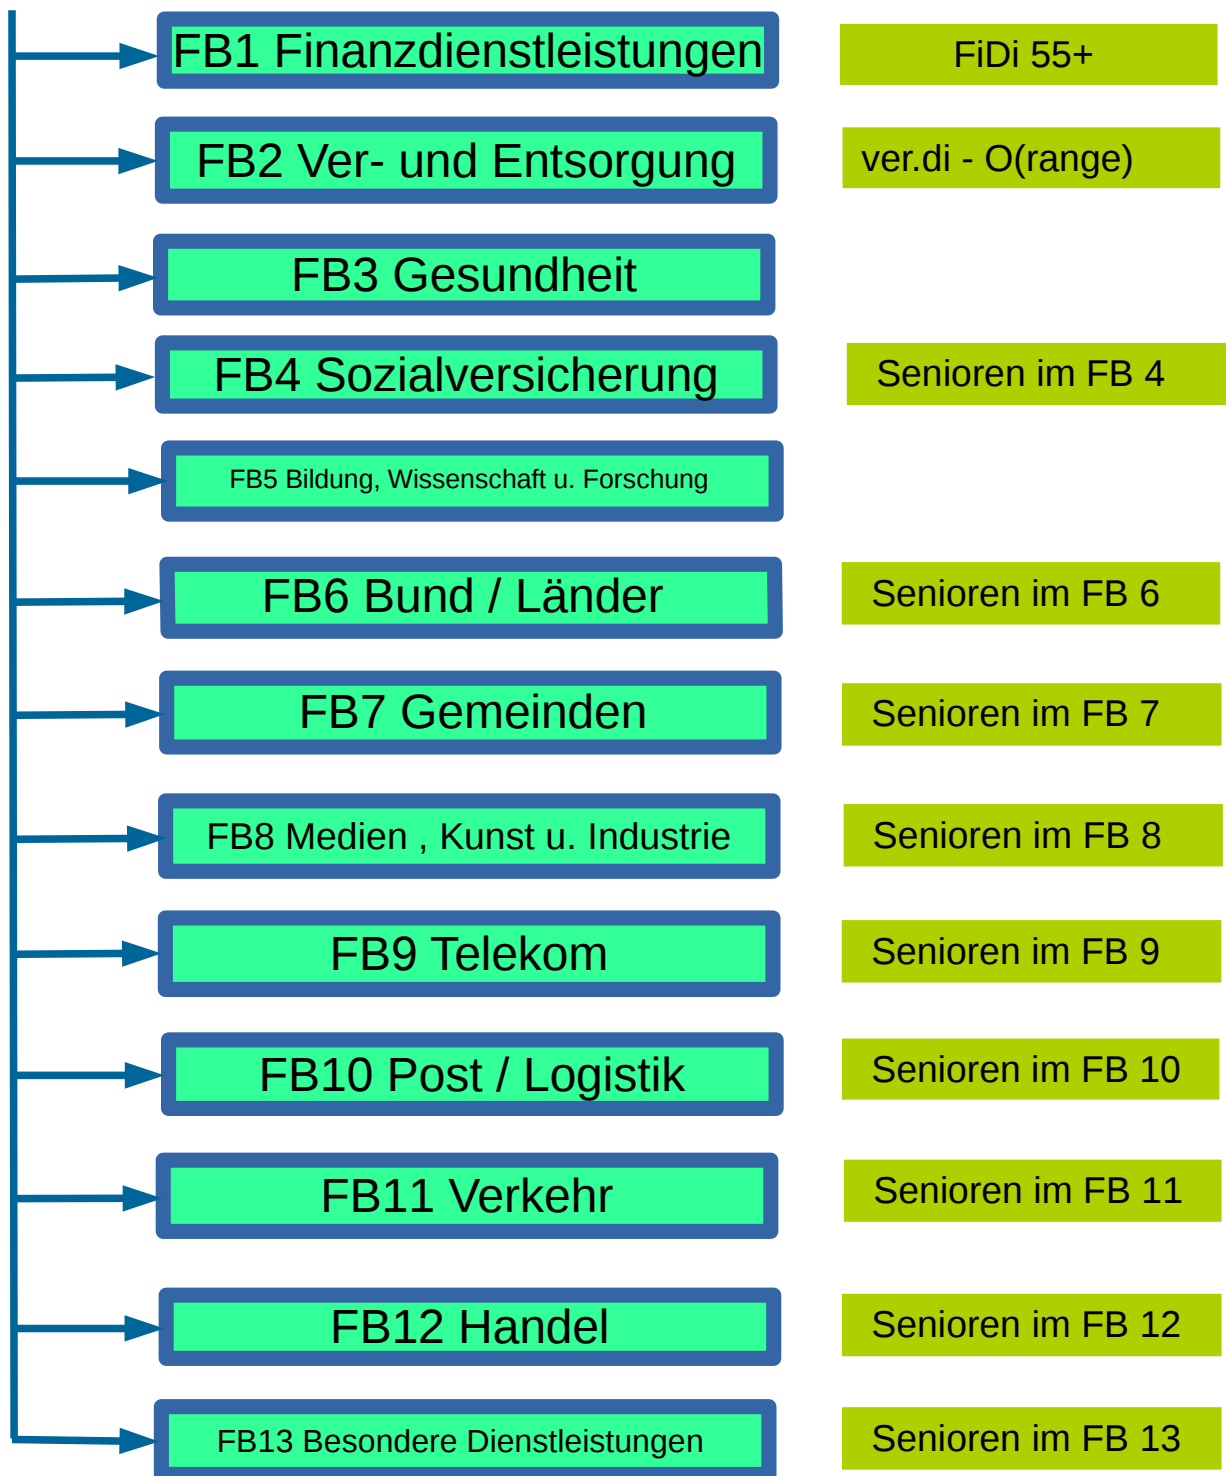 FB1 Finanzdienstleistungen
FiDi 55+
FB2 Ver- und Entsorgung
ver.di - O(range)
FB3 Gesundheit
FB4 Sozialversicherung
Senioren im FB 4
FB5 Bildung, Wissenschaft u. Forschung
FB6 Bund / Länder
Senioren im FB 6
FB7 Gemeinden
Senioren im FB 7
FB8 Medien , Kunst u. Industrie
Senioren im FB 8
FB9 Telekom
Senioren im FB 9
FB10 Post / Logistik
Senioren im FB 10
FB11 Verkehr
Senioren im FB 11
FB12 Handel
Senioren im FB 12
FB13 Besondere Dienstleistungen
Senioren im FB 13